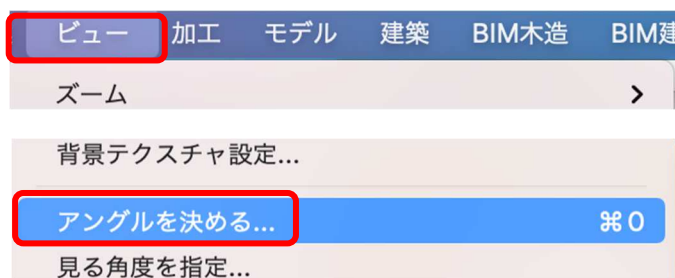 ビュー 加工 モデル 建築 BIM木造 BIM建
ズーム
背景テクスチャ設定...
アングルを決める... ⌘0
見る角度を指定...